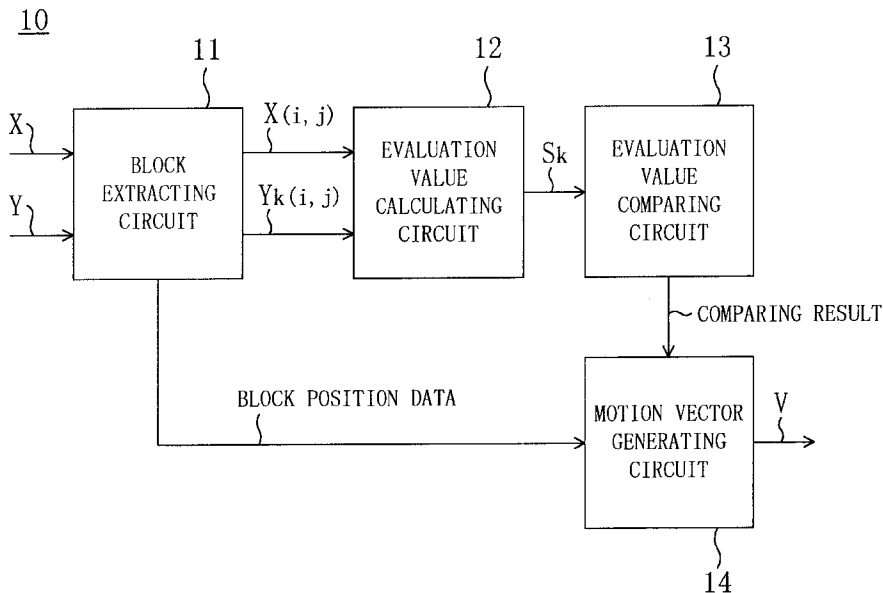 10
11
12
13
X
X(i, j)
Sk
Y
Yk(i, j)
BLOCK
EXTRACTING
CIRCUIT
EVALUATION
VALUE
CALCULATING
CIRCUIT
EVALUATION
VALUE
COMPARING
CIRCUIT
COMPARING RESULT
BLOCK POSITION DATA
MOTION VECTOR
GENERATING
CIRCUIT
V
14